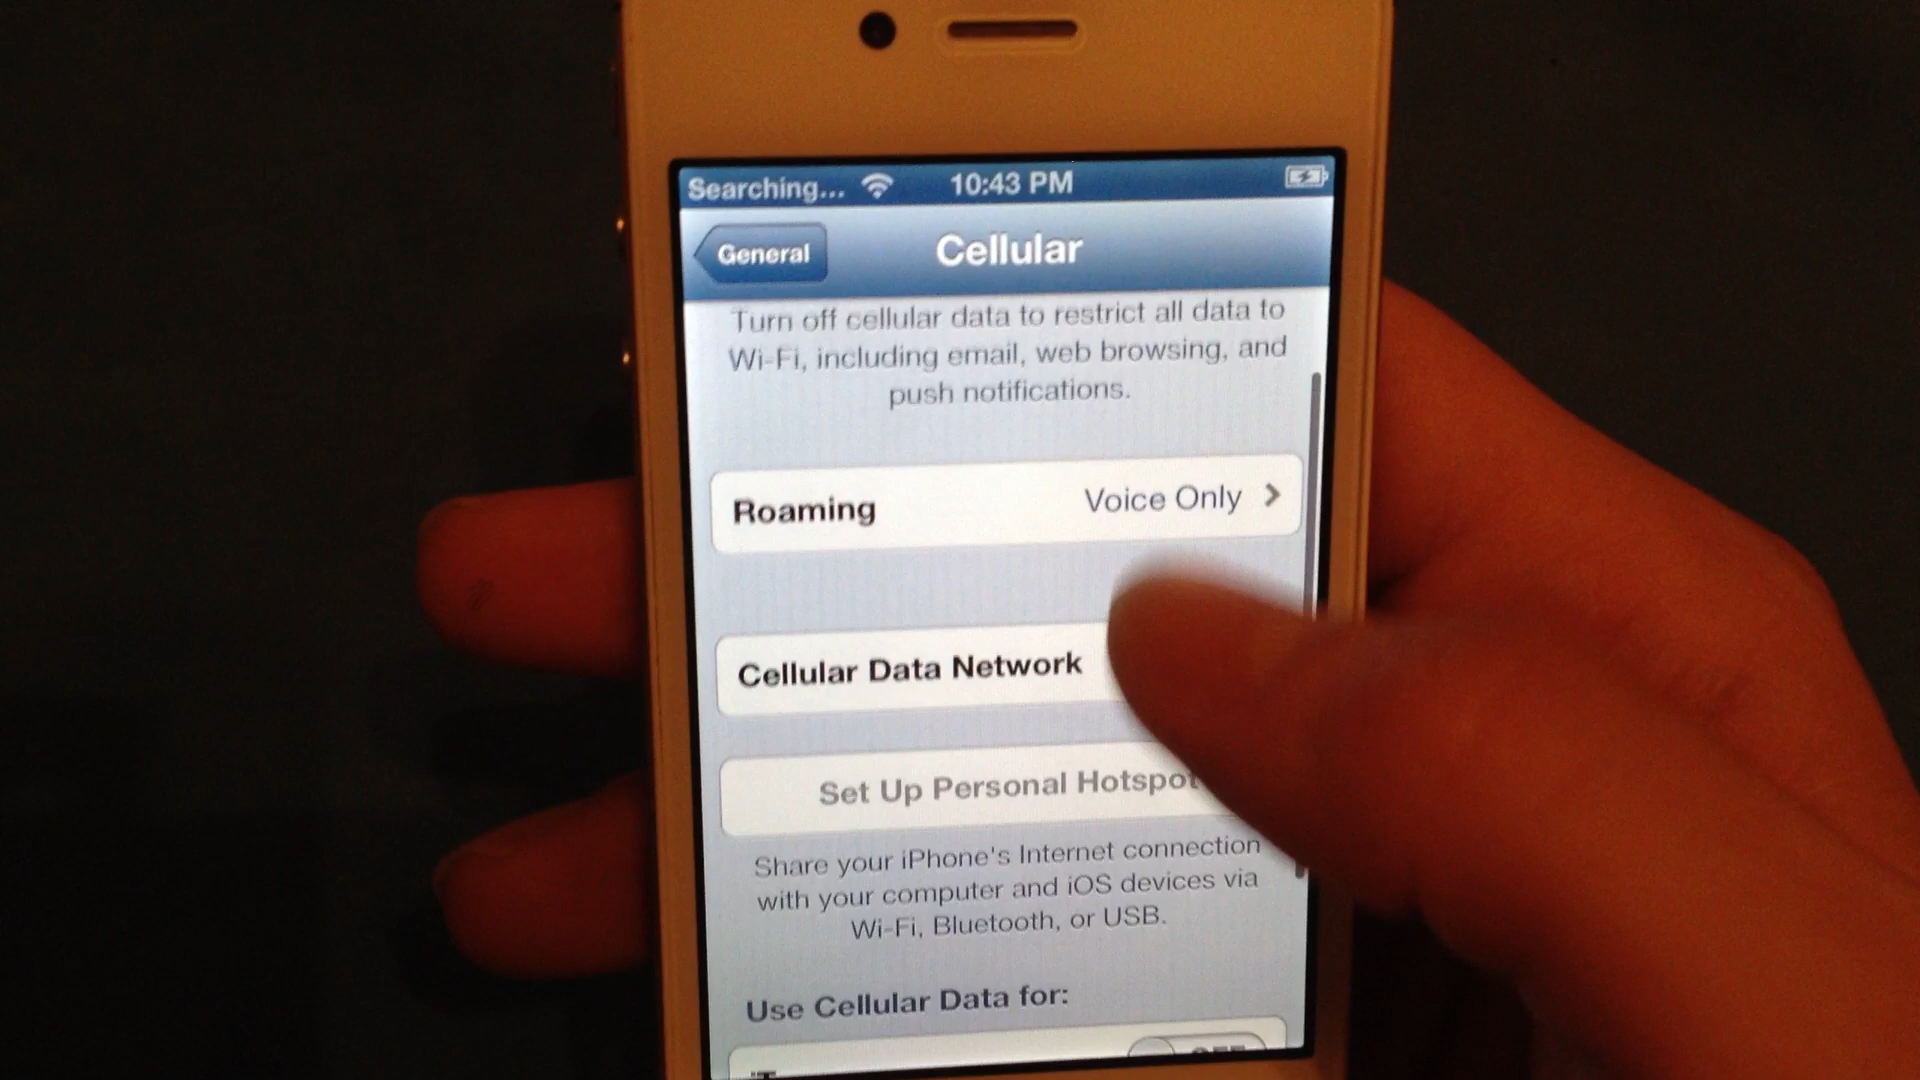 Searching... 10:43 PM
General Cellular
Turn off cellular data to restrict all data to
Wi-Fi, including email, web browsing, and
push notifications.
Roaming Voice Only
Cellular Data Network
Set Up Personal Hotspot
Share your iPhone's Internet connection
with your computer and iOS devices via
Wi-Fi, Bluetooth, or USB.
Use Cellular Data for:
OFF